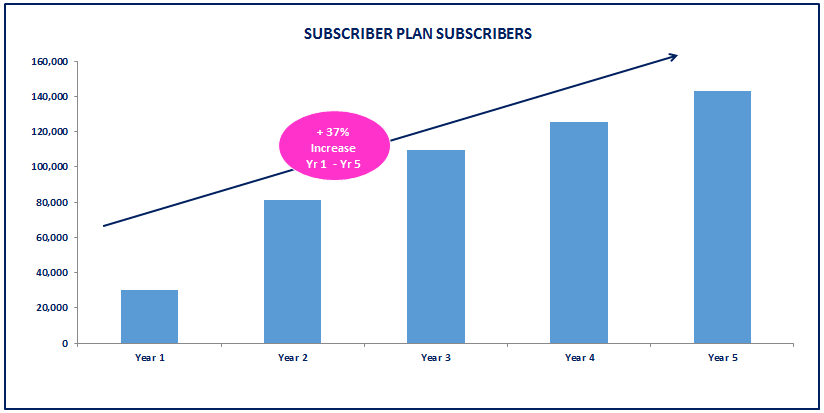 SUBSCRIBER PLAN SUBSCRIBERS
160,000
140,000
120,000
100,000
80,000
60,000
40,000
20,000
0
+ 37%
Increase
Yr 1 - Yr 5
Year 1
Year 2
Year 3
Year 4
Year 5